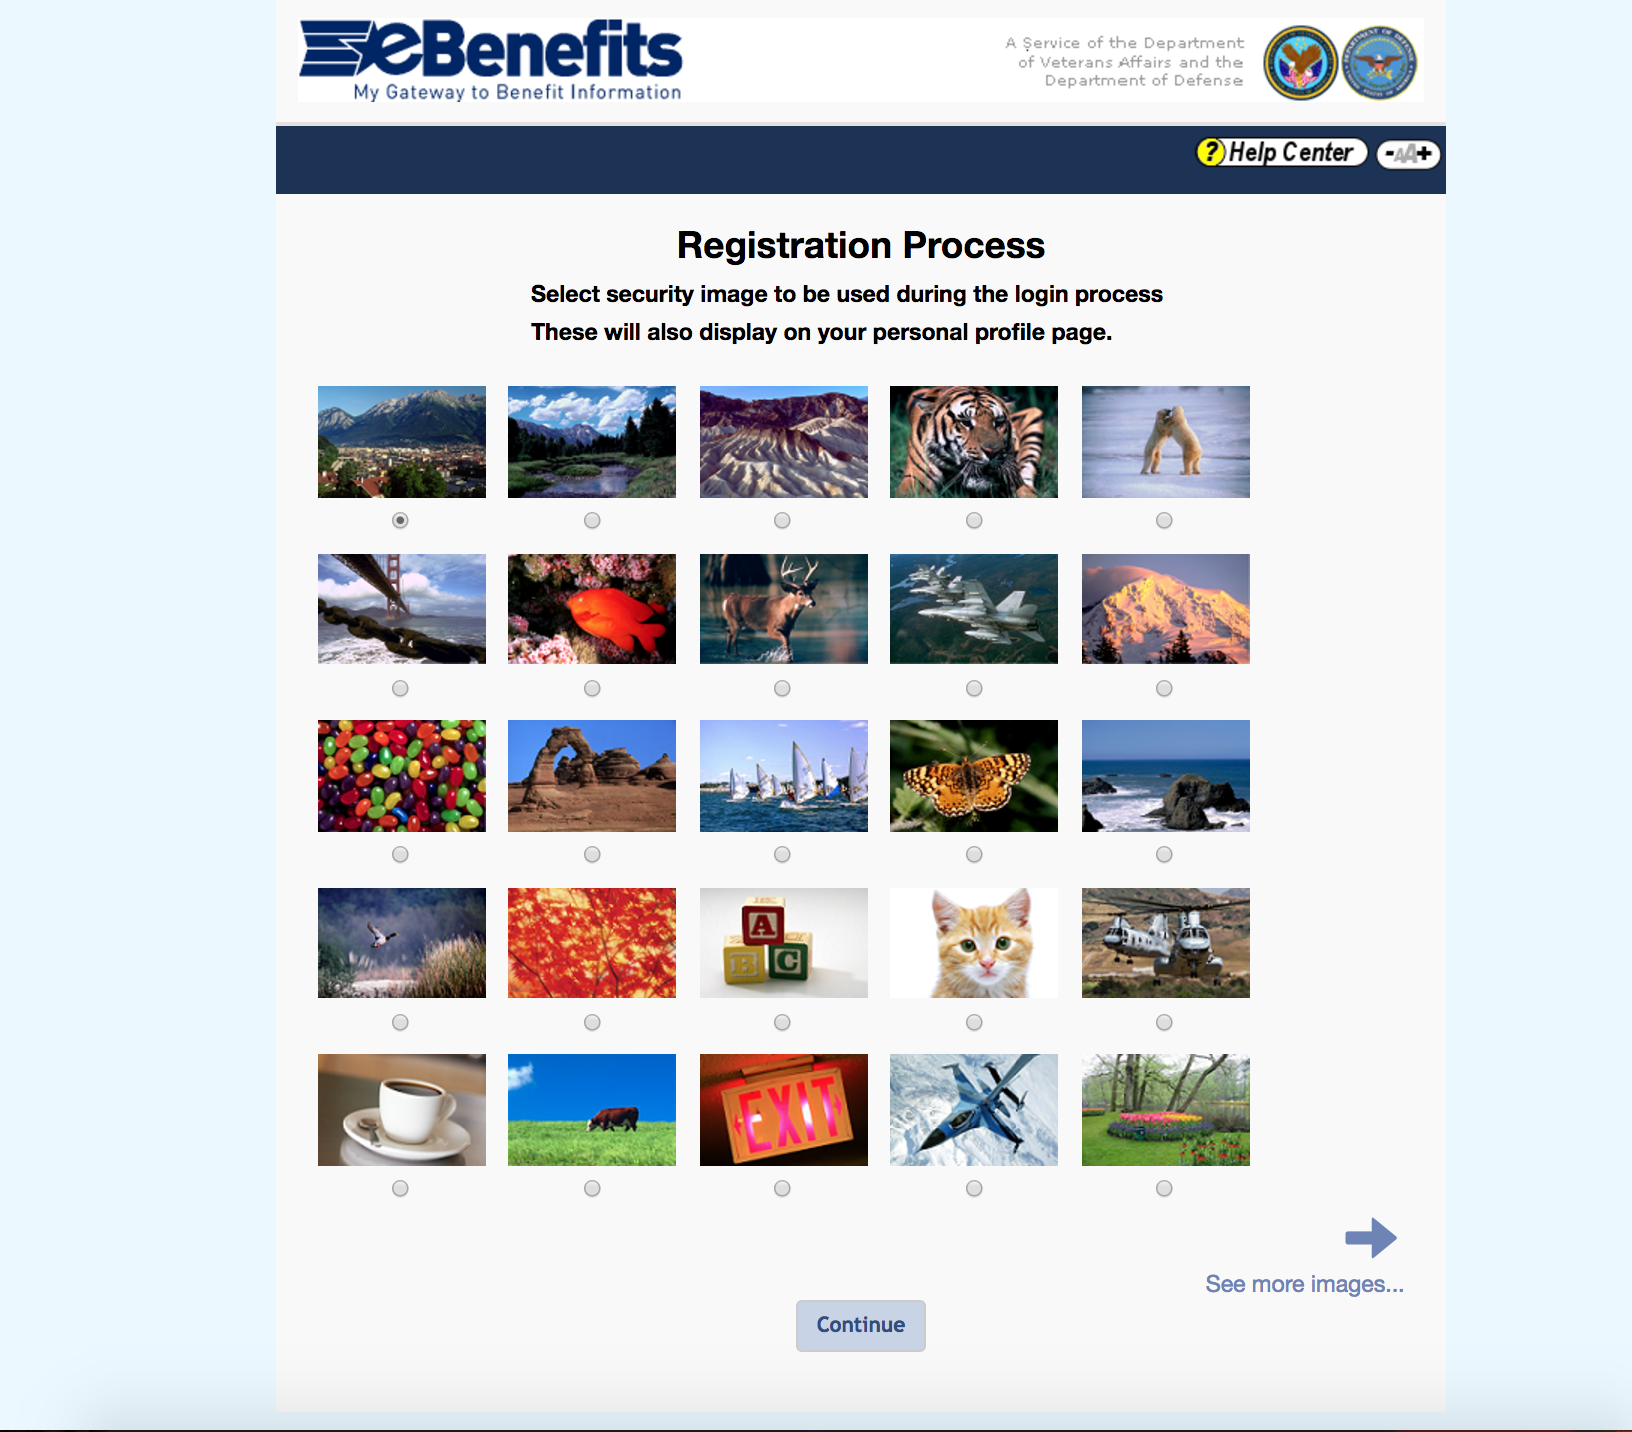 eBenefits
My Gateway to Benefit Information
A Service of the Department
of Veterans Affairs and the
Department of Defense
? Help Center
-AA+
Registration Process
Select security image to be used during the login process
These will also display on your personal profile page.
A
B C
EXIT
See more images...
Continue